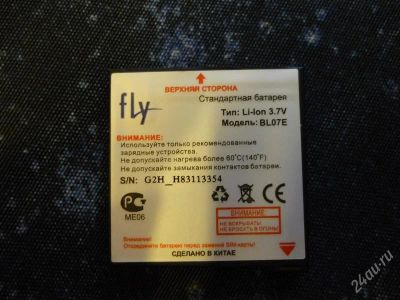 ВЕРХНЯЯ СТОРОНА
fly
Стандартная батарея
Тип: Li-Ion 3.7V
Модель: BL07E
ВНИМАНИЕ:
Используйте только рекомендованные
зарядные устройства.
Не допускайте нагрева более 60°C(140°F)
Не допускайте замыкания контактов батареи.
S/N: G2H_H83113354
ME06
ВНИМАНИЕ:
НЕ ВСКРЫВАТЬ!
НЕ БРОСАТЬ В ОГОНЬ!
Отсоедините батарею перед заменой SIM-карты!
СДЕЛАНО В КИТАЕ
24au.ru